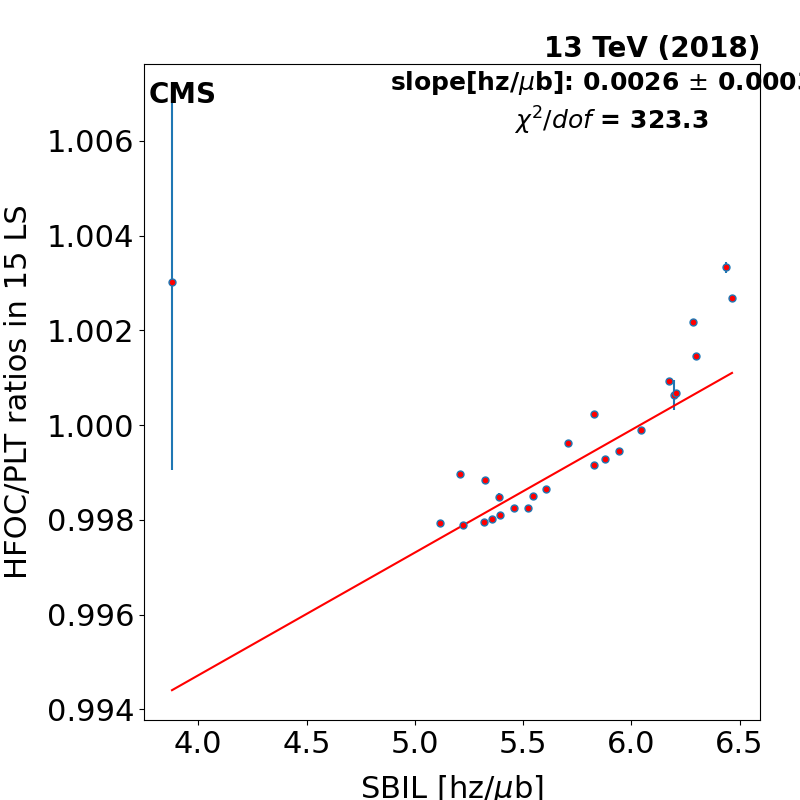 13 TeV (2018)
CMS
slope[hz/μb]: 0.0026 ± 0.0003
χ²/dof = 323.3
1.006
1.004
1.002
1.000
0.998
0.996
0.994
HFOC/PLT ratios in 15 LS
4.0 4.5 5.0 5.5 6.0 6.5
SBIL [hz/μb]